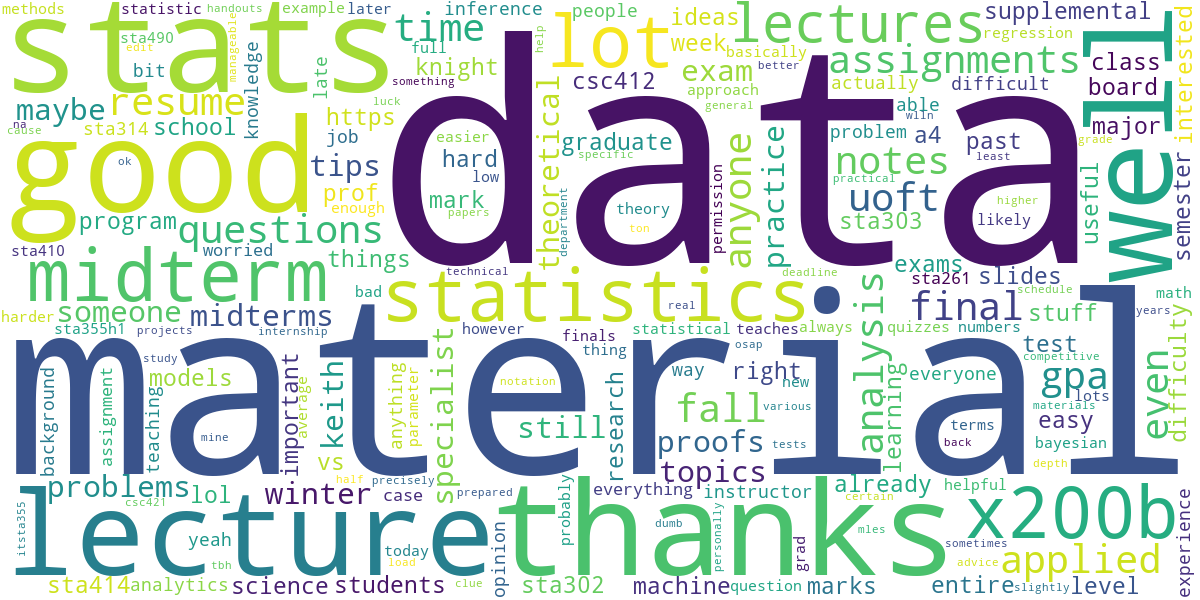 methods
statistic
handouts
example
later
inference
people
lectures
supplemental
well
stats
sta490
edit
manageable
bit
knowledge
late
time
full
something
knight
help
lot
ideas
week
basically
better
regression
interested
class
board
major
grade
maybe
resume
https
luck
csc412
exam
approach
general
assignments
actually
difficult
na
cause
sta314
school
job
data
easier
specific
graduate
theoretical
anyone
practice
problem
able
wiln
a4
past
least
good
ok
tips
prof
enough
hard
low
mark
papers
department
theory
ton
permission
notes
practical
uoft
sta303
higher
likely
useful
semester
sta410
program
questions
worried
things
technical
deadline
exams
sta261
slides
schedule
math
years
midterm
midterms
someone
bad
statistics
real
analysis
final
stuff
harder
sta355h1
projects
internship
however
finals
statistical
teaches
always
quizzes
numbers
test
competitive
difficulty
even
material
study
models
background
assignment
teaching
mine
important
average
keith
anything
parameter
specialist
notation
thing
still
research
way
osap
right
new
various
fall
tests
learning
everyone
gpa
lots
materials
easy
terms
back
bayesian
depth
vs
half
precisely
proofs
topics
problems
csc421
lol
winter
case
prepared
probably
everything
instructor
already
helpful
certain
itsta355
lecture
yeah
tbh
today
load
opinion
thanks
dumb
personally
grad
mles
sometimes
x200b
applied
advice
experience
sta414
analytics
science
students
clue
sta302
machine
question
marks
entire
slightly
level